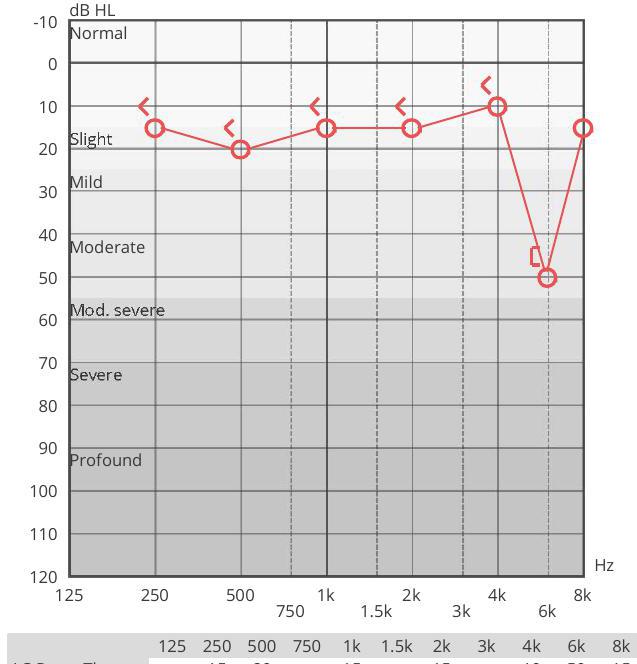 dB HL
-10
Normal
0
10
Slight
20
Mild
30
40
Moderate
50
Mod. severe
60
70
Severe
80
90
Profound
100
110
120
Hz
125 250 500 1k 2k 4k 8k
750 1.5k 3k 6k
125 250 500 750 1k 1.5k 2k 3k 4k 6k 8k